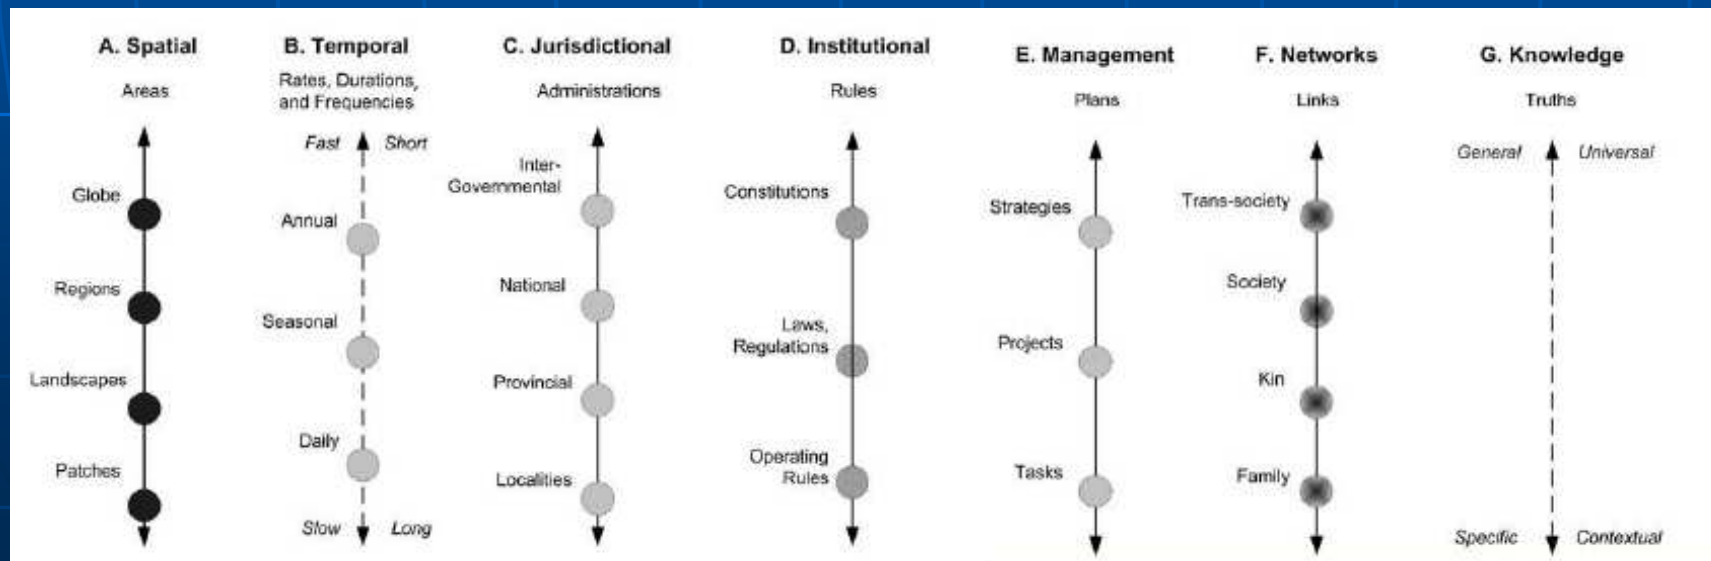 A. Spatial
Areas
Globe
Regions
Landscapes
Patches
B. Temporal
Rates, Durations,
and Frequencies
Fast Short
Annual
Seasonal
Daily
Slow Long
C. Jurisdictional
Administrations
Inter-
Governmental
National
Provincial
Localities
D. Institutional
Rules
Constitutions
Laws,
Regulations
Operating
Rules
E. Management
Plans
Strategies
Projects
Tasks
F. Networks
Links
Trans-society
Society
Kin
Family
G. Knowledge
Truths
General Universal
Specific Contextual